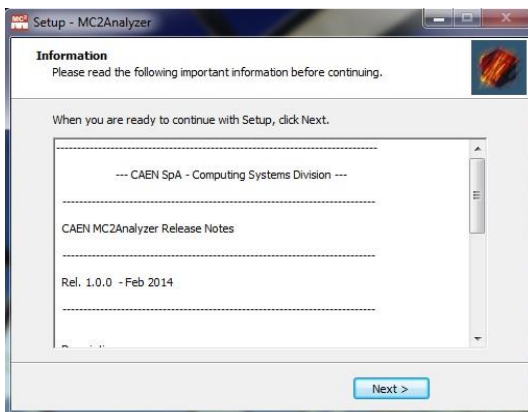 Setup - MC2Analyzer
Information
Please read the following important information before continuing.
When you are ready to continue with Setup, click Next.
--- CAEN SpA - Computing Systems Division ---
CAEN MC2Analyzer Release Notes
Rel. 1.0.0 - Feb 2014
Next >